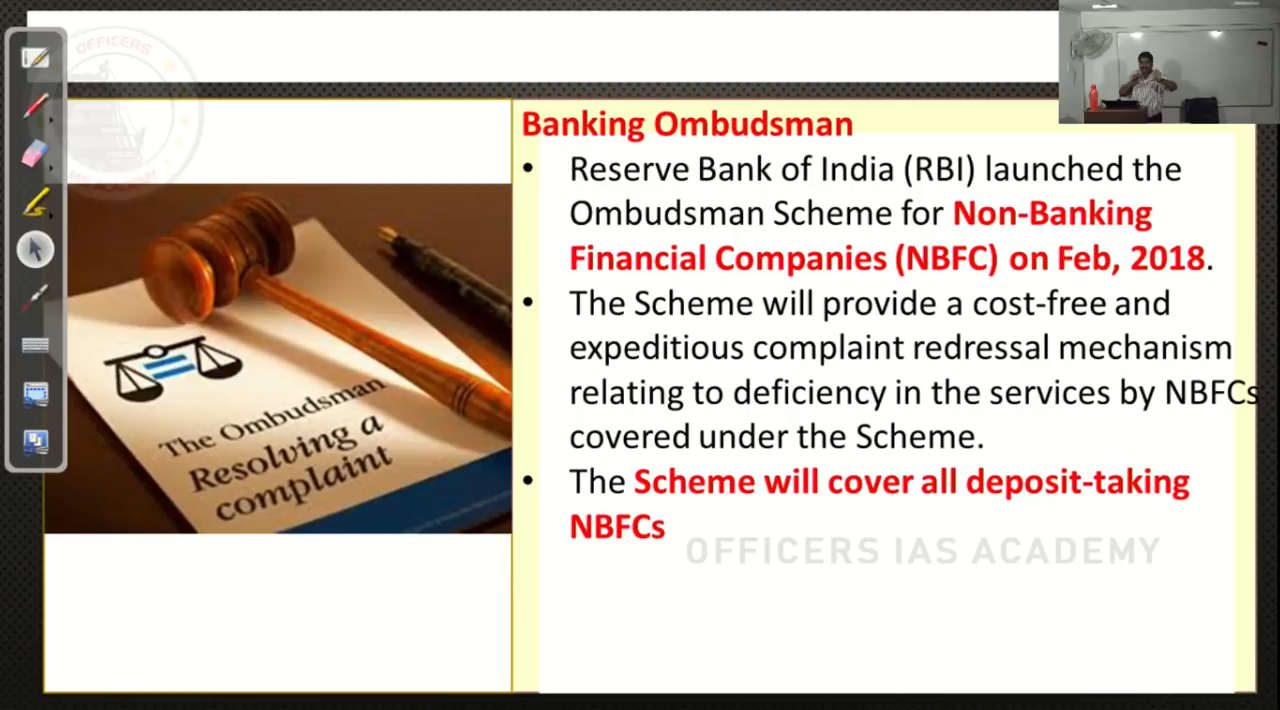 OFFICERS
IAS ACADEMY
Banking Ombudsman
• Reserve Bank of India (RBI) launched the
Ombudsman Scheme for Non-Banking
Financial Companies (NBFC) on Feb, 2018.
• The Scheme will provide a cost-free and
expeditious complaint redressal mechanism
relating to deficiency in the services by NBFCs
covered under the Scheme.
• The Scheme will cover all deposit-taking
NBFCs
The Ombudsman
Resolving a
complaint
OFFICERS IAS ACADEMY